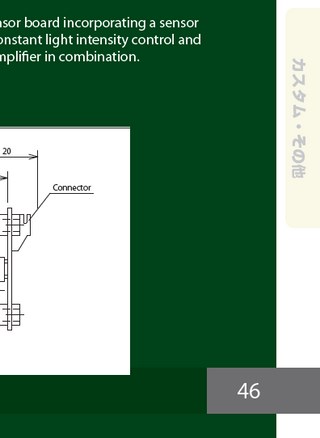 nsor board incorporating a sensor
onstant light intensity control and
mplifier in combination.
20
Connector
カスタム・その他
46